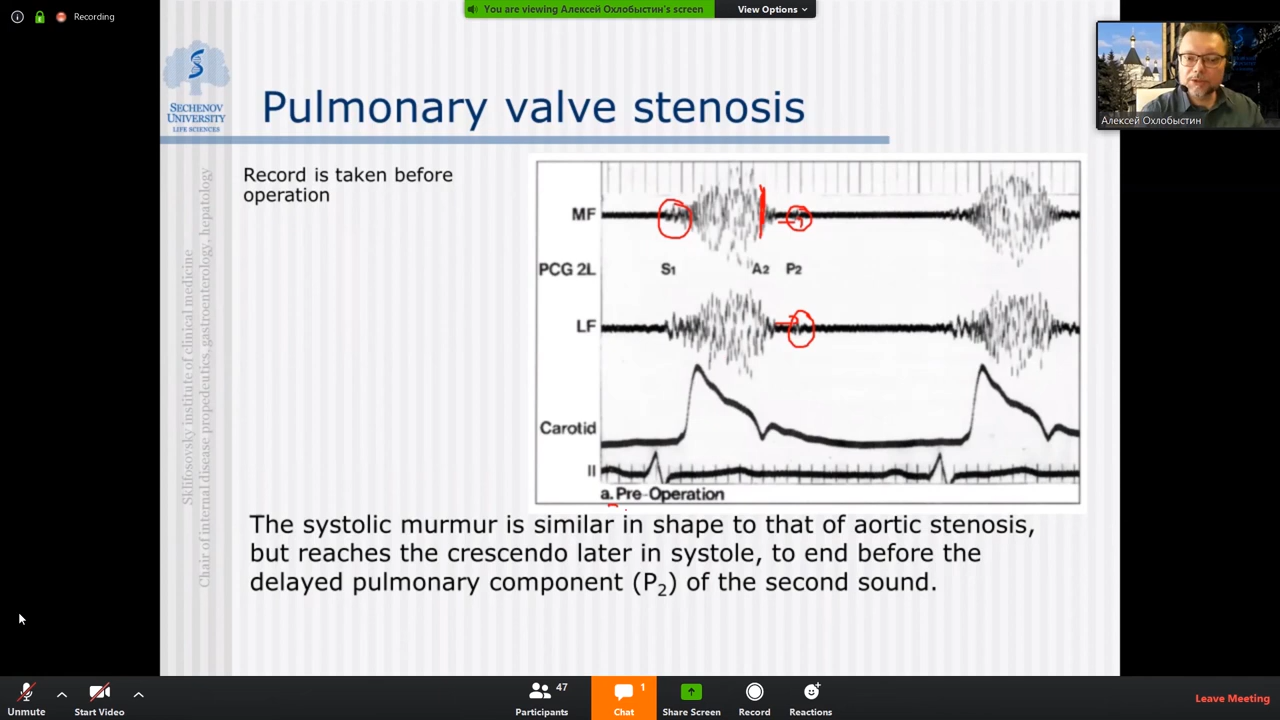 You are viewing Алексей Охлобыстин's screen
View Options
Recording
SECHENOV
UNIVERSITY
LIFE SCIENCES
Pulmonary valve stenosis
Алексей Охлобыстин
Record is taken before
operation
Sklifosovsky institute of clinical medicine
Chair of internal disease propedeutics, gastroenterology, hepatology
MF
PCG 2L
S1
A2
P2
LF
Carotid
II
a. Pre-Operation
The systolic murmur is similar in shape to that of aortic stenosis,
but reaches the crescendo later in systole, to end before the
delayed pulmonary component (P2) of the second sound.
Unmute
Start Video
47
Participants
1
Chat
Share Screen
Record
Reactions
Leave Meeting